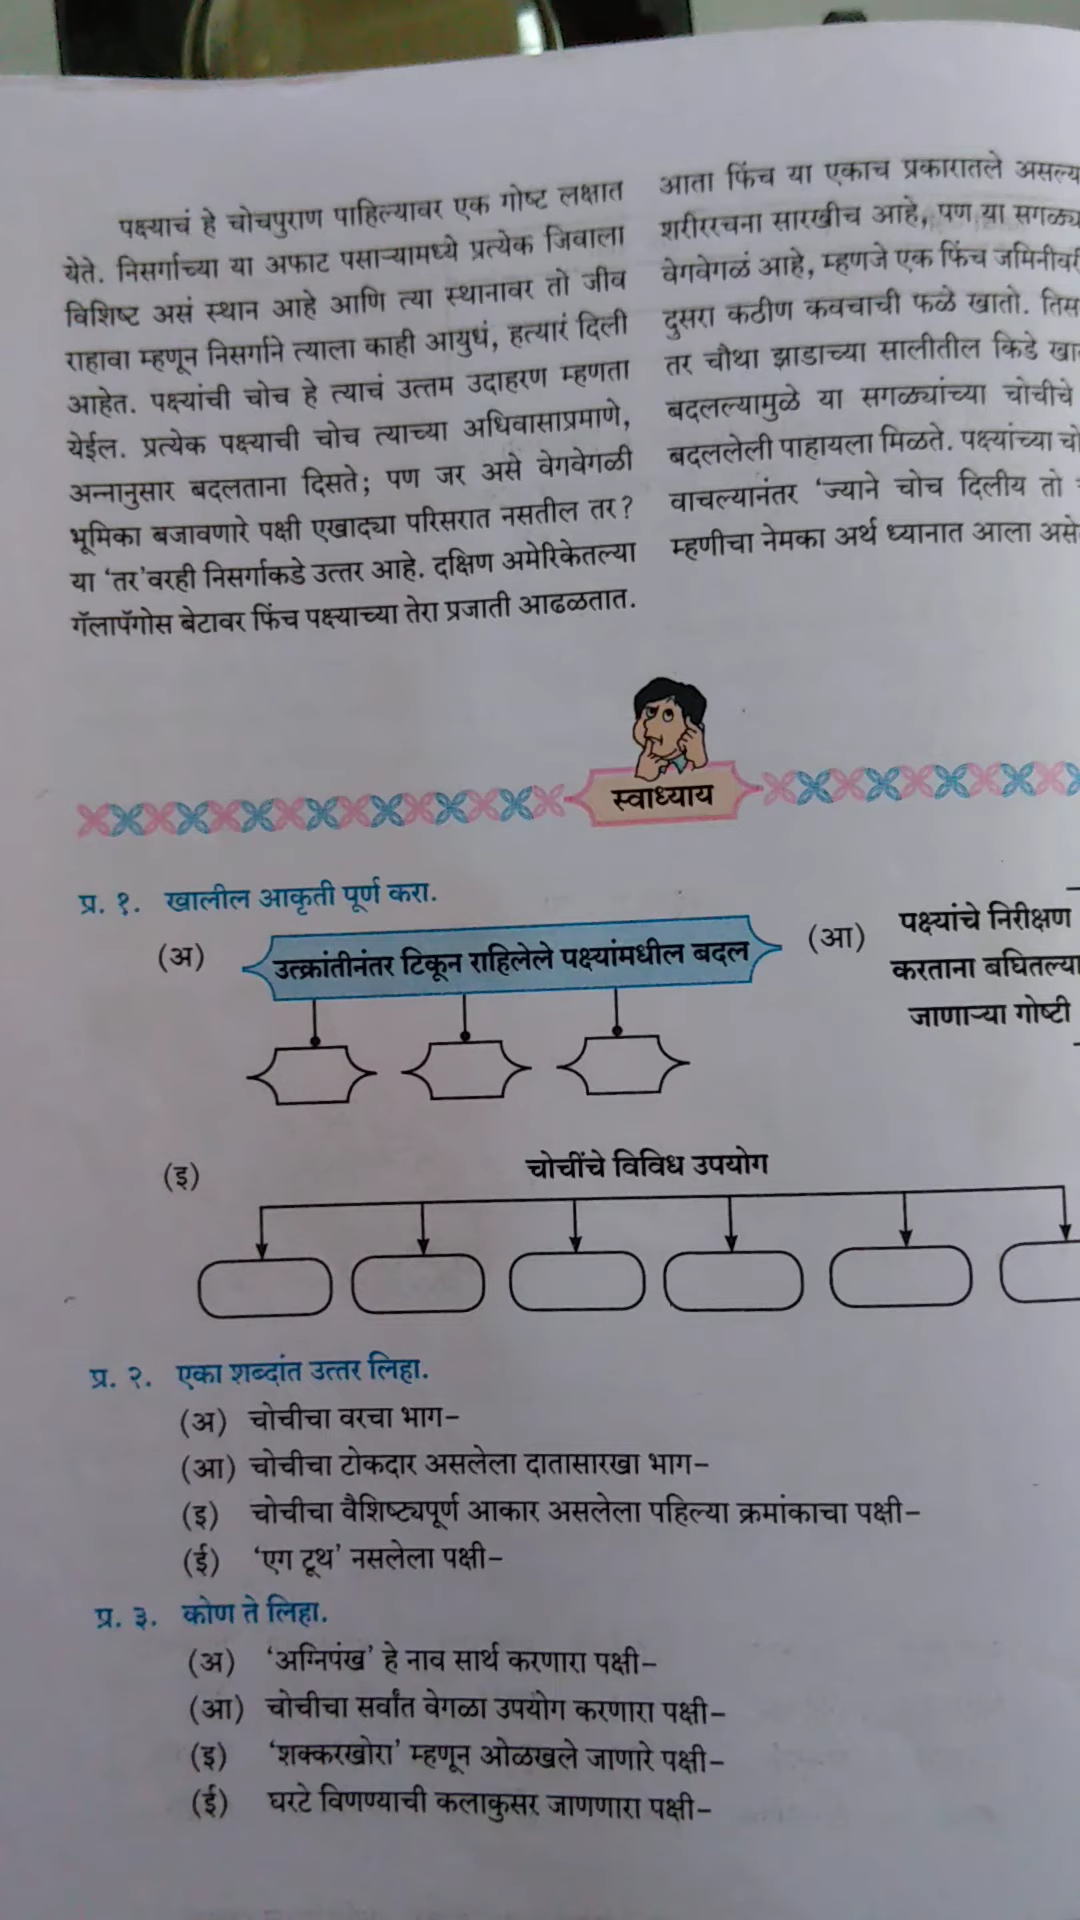 पक्ष्याचं हे चोचपुराण पाहिल्यावर एक गोष्ट लक्षात
येते. निसर्गाच्या या अफाट पसाऱ्यामध्ये प्रत्येक जिवाला
विशिष्ट असं स्थान आहे आणि त्या स्थानावर तो जीव
राहावा म्हणून निसर्गाने त्याला काही आयुधं, हत्यारं दिली
आहेत. पक्ष्यांची चोच हे त्याचं उत्तम उदाहरण म्हणता
येईल. प्रत्येक पक्ष्याची चोच त्याच्या अधिवासाप्रमाणे,
अन्नानुसार बदलताना दिसते; पण जर असे वेगवेगळी
भूमिका बजावणारे पक्षी एखाद्या परिसरात नसतील तर?
या ‘तर’वरही निसर्गाकडे उत्तर आहे. दक्षिण अमेरिकेतल्या
गॅलापॅगोस बेटावर फिंच पक्ष्याच्या तेरा प्रजाती आढळतात.
आता फिंच या एकाच प्रकारातले
शरीररचना सारखीच आहे, पण या
वेगवेगळं आहे, म्हणजे एक फिंच
दुसरा कठीण कवचाची फळे खातो.
तर चौथा झाडाच्या सालीतील किडे
बदलल्यामुळे या सगळ्यांच्या चोचीचे
बदललेली पाहायला मिळते. पक्ष्यांच्या
वाचल्यानंतर ‘ज्याने चोच दिलीय तो
म्हणीचा नेमका अर्थ ध्यानात आला
स्वाध्याय
प्र. १. खालील आकृती पूर्ण करा.
(अ) उत्क्रांतीनंतर टिकून राहिलेले पक्ष्यांमधील बदल
(आ) पक्ष्यांचे निरीक्षण
करताना बघितल्या
जाणाऱ्या गोष्टी
(इ) चोचींचे विविध उपयोग
प्र. २. एका शब्दांत उत्तर लिहा.
(अ) चोचीचा वरचा भाग–
(आ) चोचीचा टोकदार असलेला दातासारखा भाग–
(इ) चोचीचा वैशिष्ट्यपूर्ण आकार असलेला पहिल्या क्रमांकाचा पक्षी–
(ई) ‘एग टूथ’ नसलेला पक्षी–
प्र. ३. कोण ते लिहा.
(अ) ‘अग्निपंख’ हे नाव सार्थ करणारा पक्षी–
(आ) चोचीचा सर्वांत वेगळा उपयोग करणारा पक्षी–
(इ) ‘शक्करखोरा’ म्हणून ओळखले जाणारे पक्षी–
(ई) घरटे विणण्याची कलाकुसर जाणणारा पक्षी–